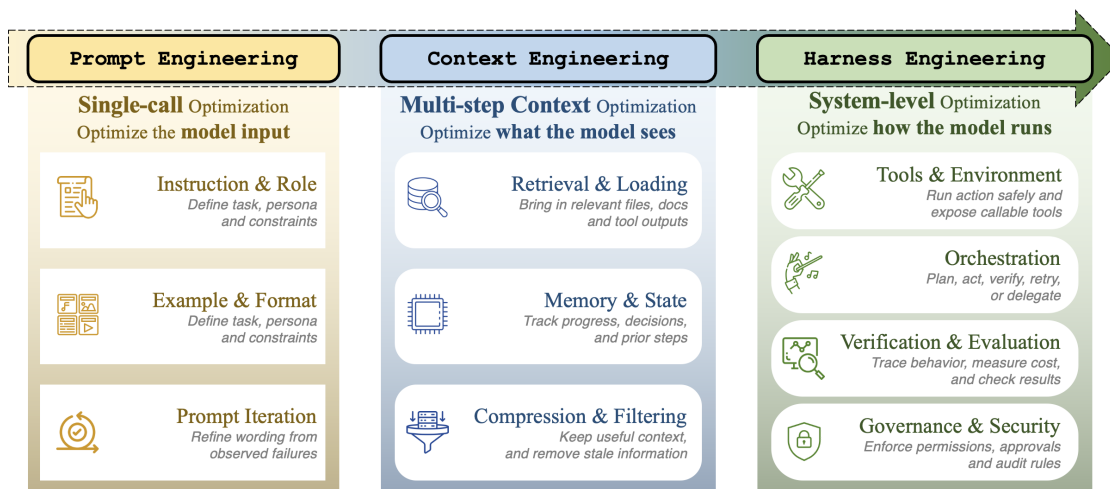 Prompt Engineering
Single-call Optimization
Optimize the model input
Instruction & Role
Define task, persona
and constraints
Example & Format
Define task, persona
and constraints
Prompt Iteration
Refine wording from
observed failures
Context Engineering
Multi-step Context Optimization
Optimize what the model sees
Retrieval & Loading
Bring in relevant files, docs
and tool outputs
Memory & State
Track progress, decisions,
and prior steps
Compression & Filtering
Keep useful context,
and remove stale information
Harness Engineering
System-level Optimization
Optimize how the model runs
Tools & Environment
Run action safely and
expose callable tools
Orchestration
Plan, act, verify, retry,
or delegate
Verification & Evaluation
Trace behavior, measure cost,
and check results
Governance & Security
Enforce permissions, approvals
and audit rules